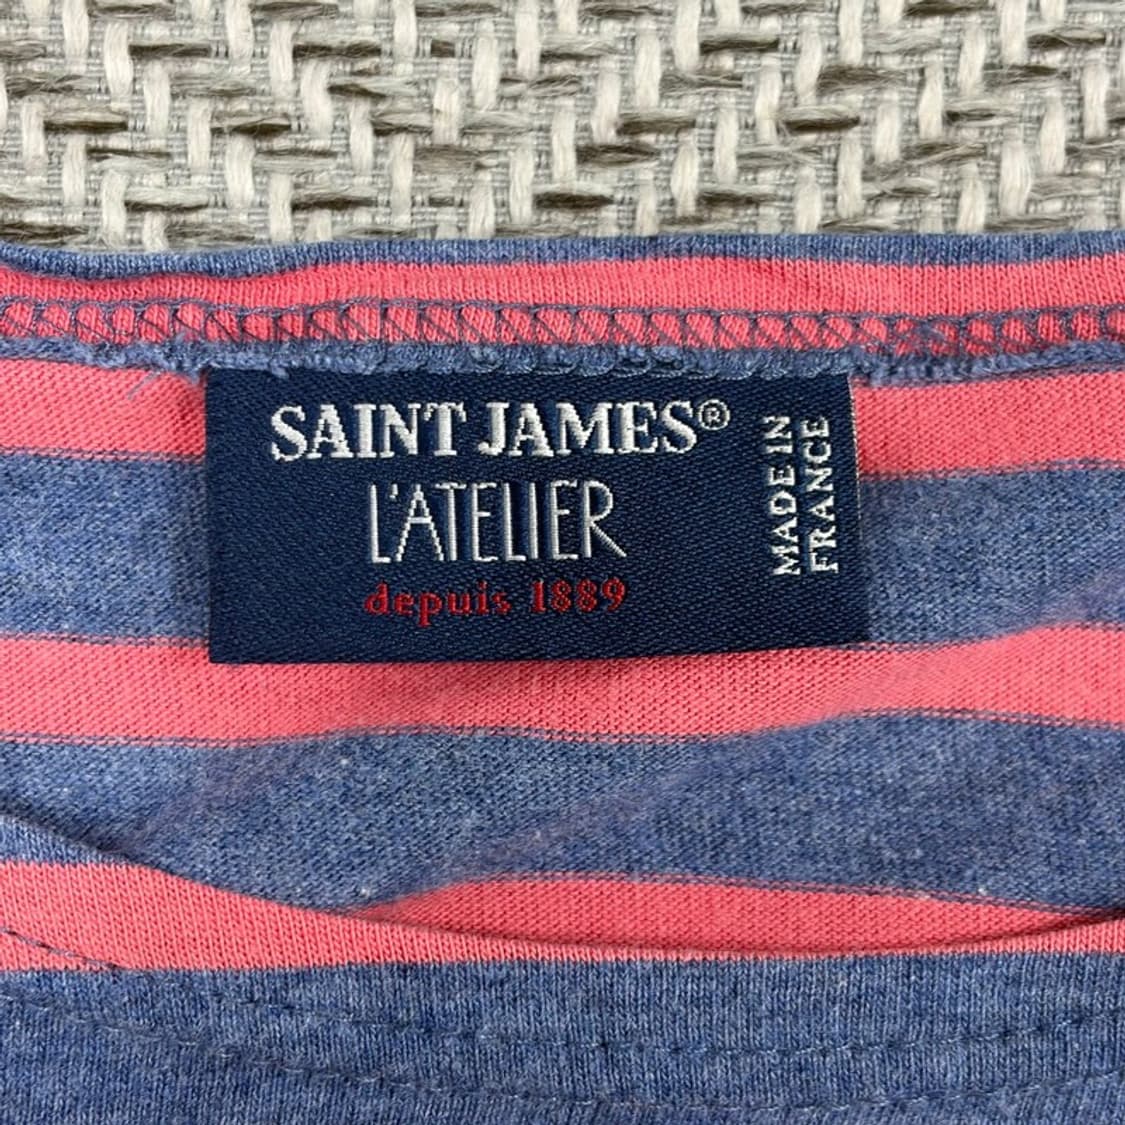 SAINT JAMES®
L'ATELIER
depuis 1889
MADE IN
FRANCE